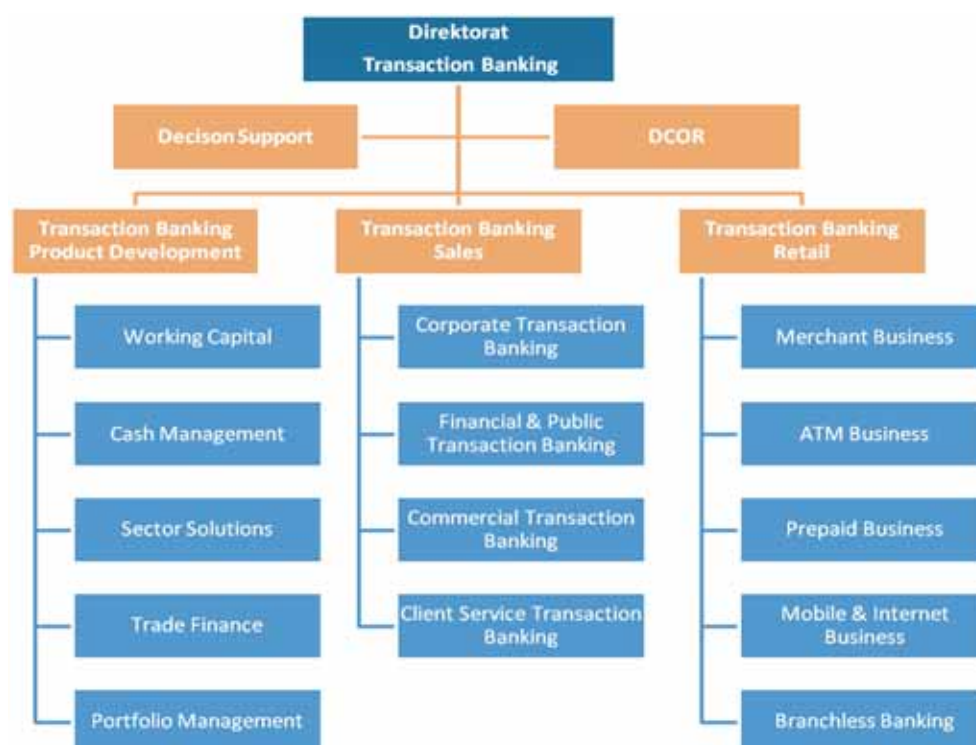 Direktorat
Transaction Banking
Decison Support
DCOR
Transaction Banking
Product Development
Working Capital
Cash Management
Sector Solutions
Trade Finance
Portfolio Management
Transaction Banking
Sales
Corporate Transaction
Banking
Financial & Public
Transaction Banking
Commercial Transaction
Banking
Client Service Transaction
Banking
Transaction Banking
Retail
Merchant Business
ATM Business
Prepaid Business
Mobile & Internet
Business
Branchless Banking